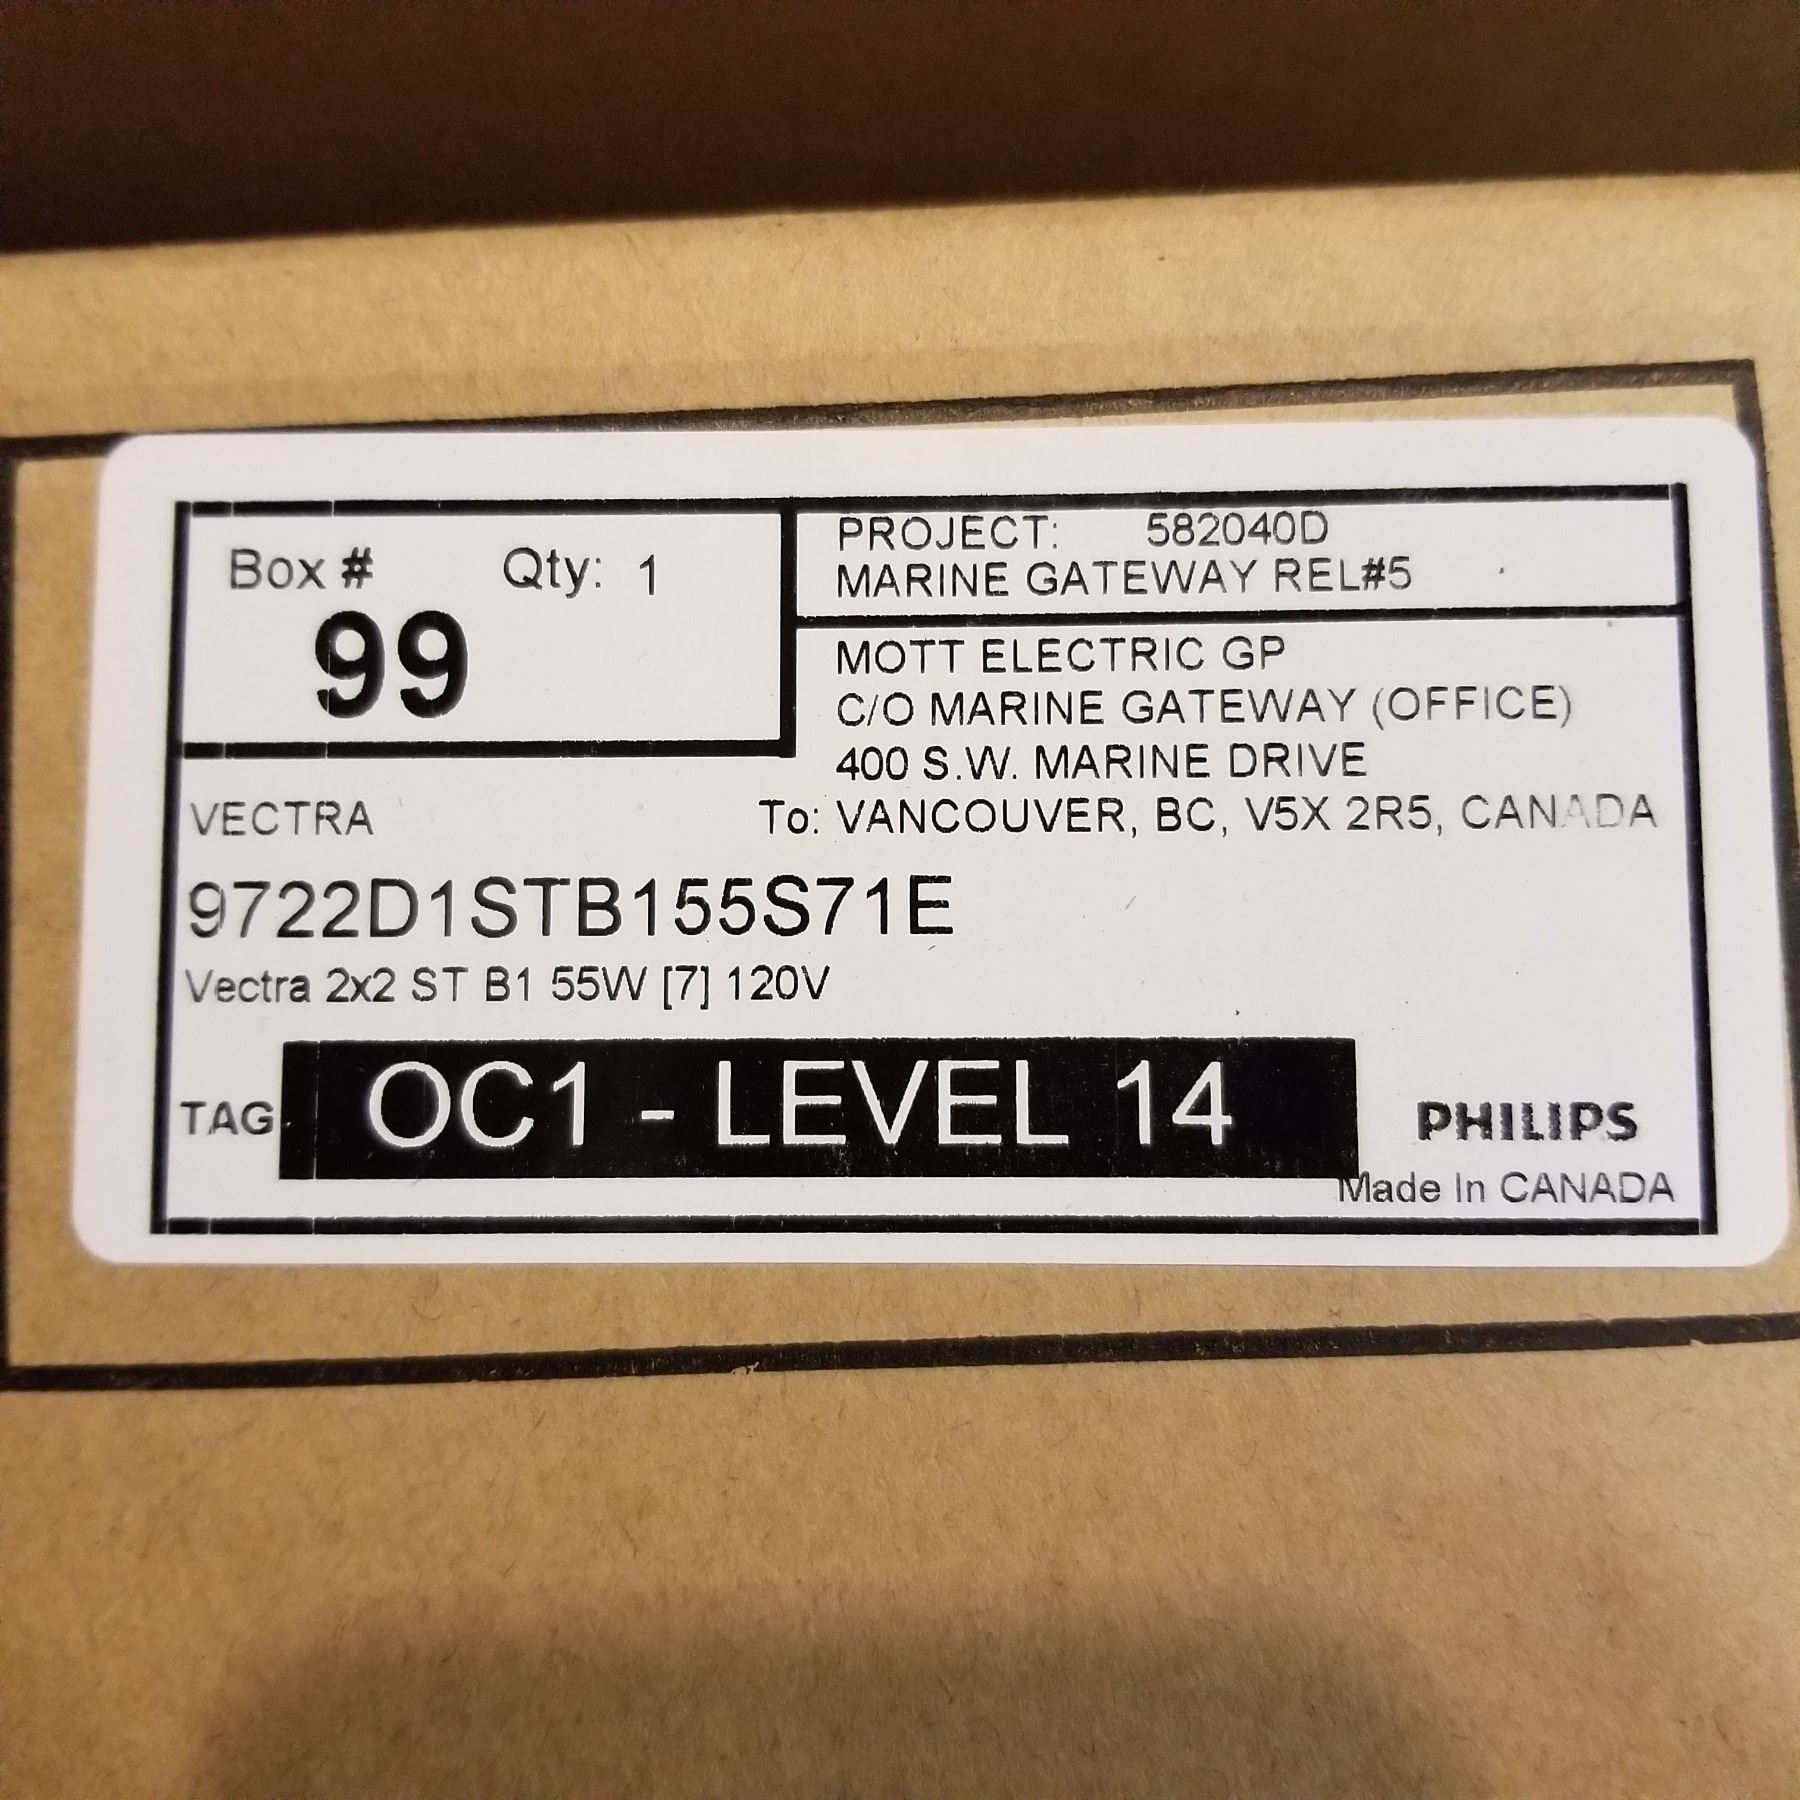 Box # Qty: 1
99
PROJECT: 582040D
MARINE GATEWAY REL#5
MOTT ELECTRIC GP
C/O MARINE GATEWAY (OFFICE)
400 S.W. MARINE DRIVE
To: VANCOUVER, BC, V5X 2R5, CANADA
VECTRA
9722D1STB155S71E
Vectra 2x2 ST B1 55W [7] 120V
TAG: OC1 - LEVEL 14
PHILIPS
Made In CANADA